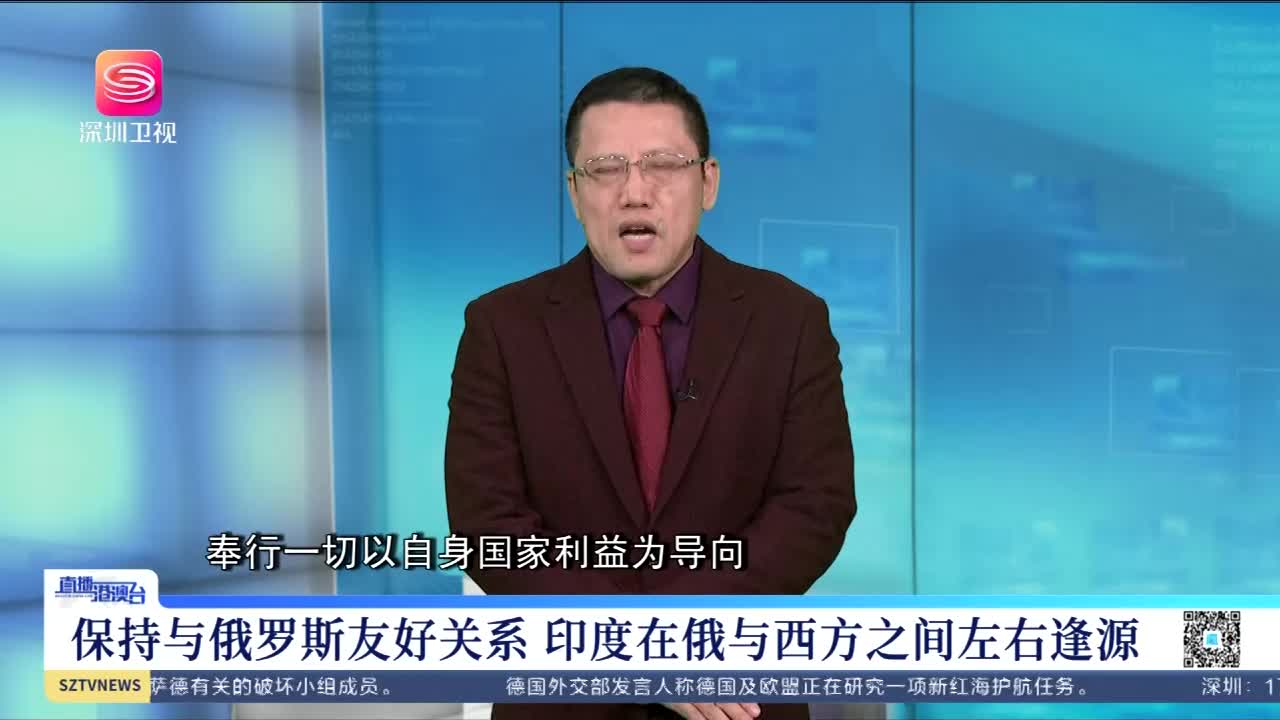 深圳卫视
奉行一切以自身国家利益为导向
直播港澳台
保持与俄罗斯友好关系 印度在俄与西方之间左右逢源
SZTVNEWS 萨德有关的破坏小组成员。 德国外交部发言人称德国及欧盟正在研究一项新红海护航任务。 深圳：17